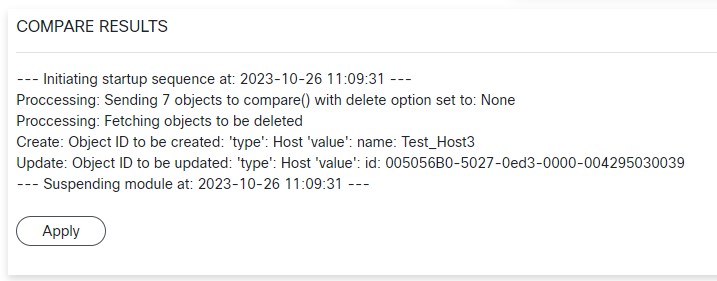 COMPARE RESULTS
--- Initiating startup sequence at: 2023-10-26 11:09:31 ---
Proccessing: Sending 7 objects to compare() with delete option set to: None
Proccessing: Fetching objects to be deleted
Create: Object ID to be created: 'type': Host 'value': name: Test_Host3
Update: Object ID to be updated: 'type': Host 'value': id: 005056B0-5027-0ed3-0000-004295030039
--- Suspending module at: 2023-10-26 11:09:31 ---
Apply